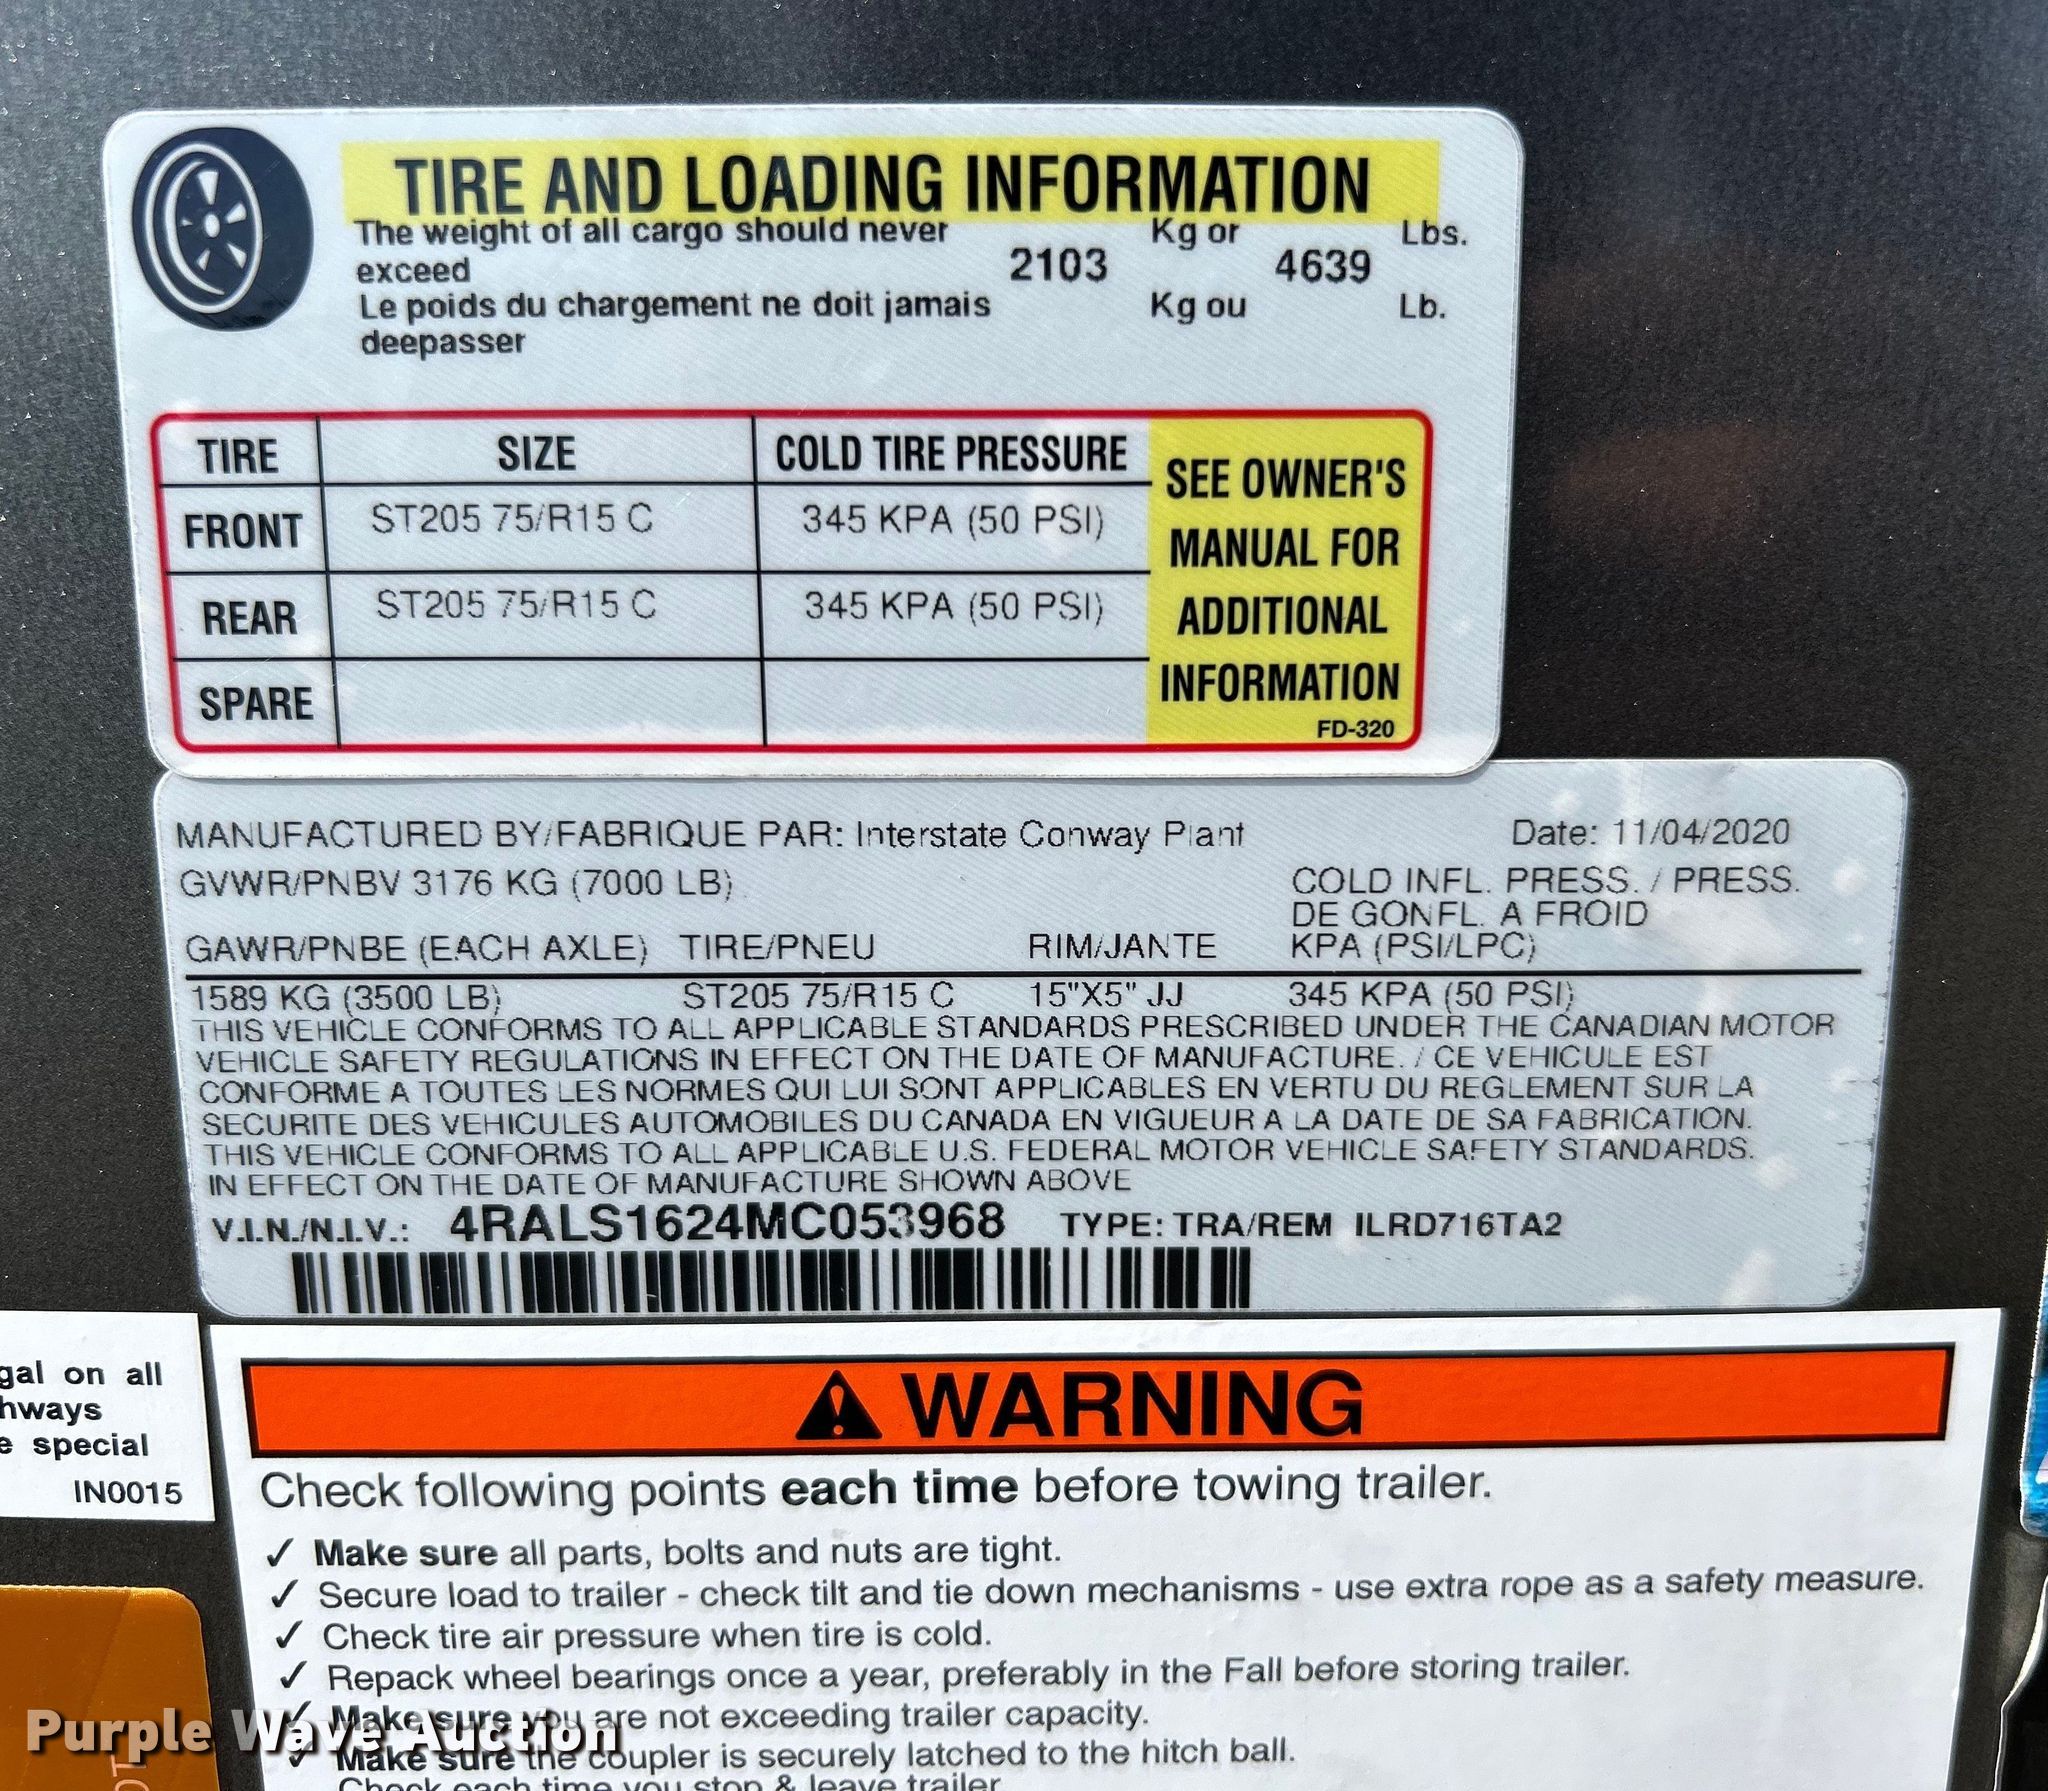 TIRE AND LOADING INFORMATION
The weight of all cargo should never Kg or Lbs.
exceed 2103 4639
Le poids du chargement ne doit jamais Kg ou Lb.
deepasser
TIRE SIZE COLD TIRE PRESSURE
FRONT ST205 75/R15 C 345 KPA (50 PSI)
REAR ST205 75/R15 C 345 KPA (50 PSI)
SPARE
SEE OWNER'S
MANUAL FOR
ADDITIONAL
INFORMATION
FD-320
MANUFACTURED BY/FABRIQUE PAR: Interstate Conway Plant Date: 11/04/2020
GVWR/PNBV 3176 KG (7000 LB) COLD INFL. PRESS. / PRESS.
DE GONFL. A FROID
GAWR/PNBE (EACH AXLE) TIRE/PNEU RIM/JANTE KPA (PSI/LPC)
1589 KG (3500 LB) ST205 75/R15 C 15"X5" JJ 345 KPA (50 PSI)
THIS VEHICLE CONFORMS TO ALL APPLICABLE STANDARDS PRESCRIBED UNDER THE CANADIAN MOTOR
VEHICLE SAFETY REGULATIONS IN EFFECT ON THE DATE OF MANUFACTURE. / CE VEHICULE EST
CONFORME A TOUTES LES NORMES QUI LUI SONT APPLICABLES EN VERTU DU REGLEMENT SUR LA
SECURITE DES VEHICULES AUTOMOBILES DU CANADA EN VIGUEUR A LA DATE DE SA FABRICATION.
THIS VEHICLE CONFORMS TO ALL APPLICABLE U.S. FEDERAL MOTOR VEHICLE SAFETY STANDARDS.
IN EFFECT ON THE DATE OF MANUFACTURE SHOWN ABOVE
V.I.N./N.I.V.: 4RALS1624MC053968 TYPE: TRA/REM ILRD716TA2
gal on all
hways
e special
IN0015
WARNING
Check following points each time before towing trailer.
✓ Make sure all parts, bolts and nuts are tight.
✓ Secure load to trailer - check tilt and tie down mechanisms - use extra rope as a safety measure.
✓ Check tire air pressure when tire is cold.
✓ Repack wheel bearings once a year, preferably in the Fall before storing trailer.
✓ Make sure you are not exceeding trailer capacity.
✓ Make sure the coupler is securely latched to the hitch ball.
Check each time you stop & leave trailer
Purple Wave Auction